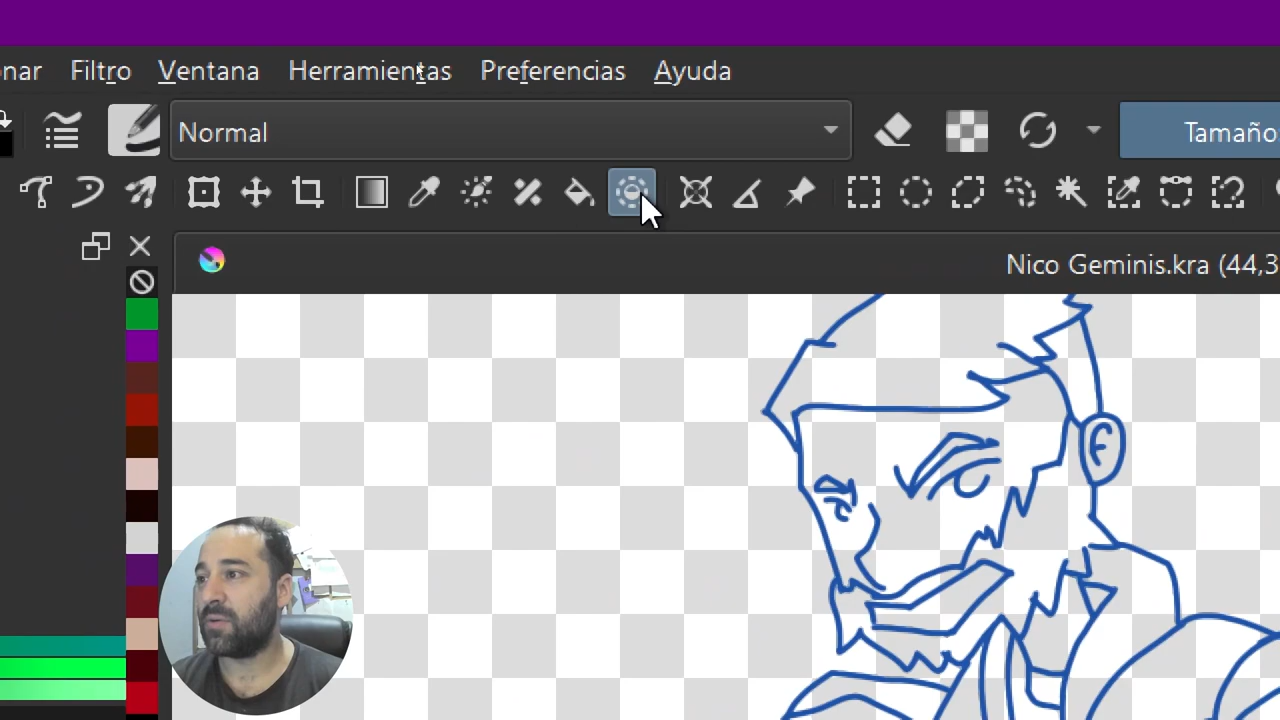 nar Filtro Ventana Herramientas Preferencias Ayuda
Normal
Tamaño
Nico Geminis.kra (44,3